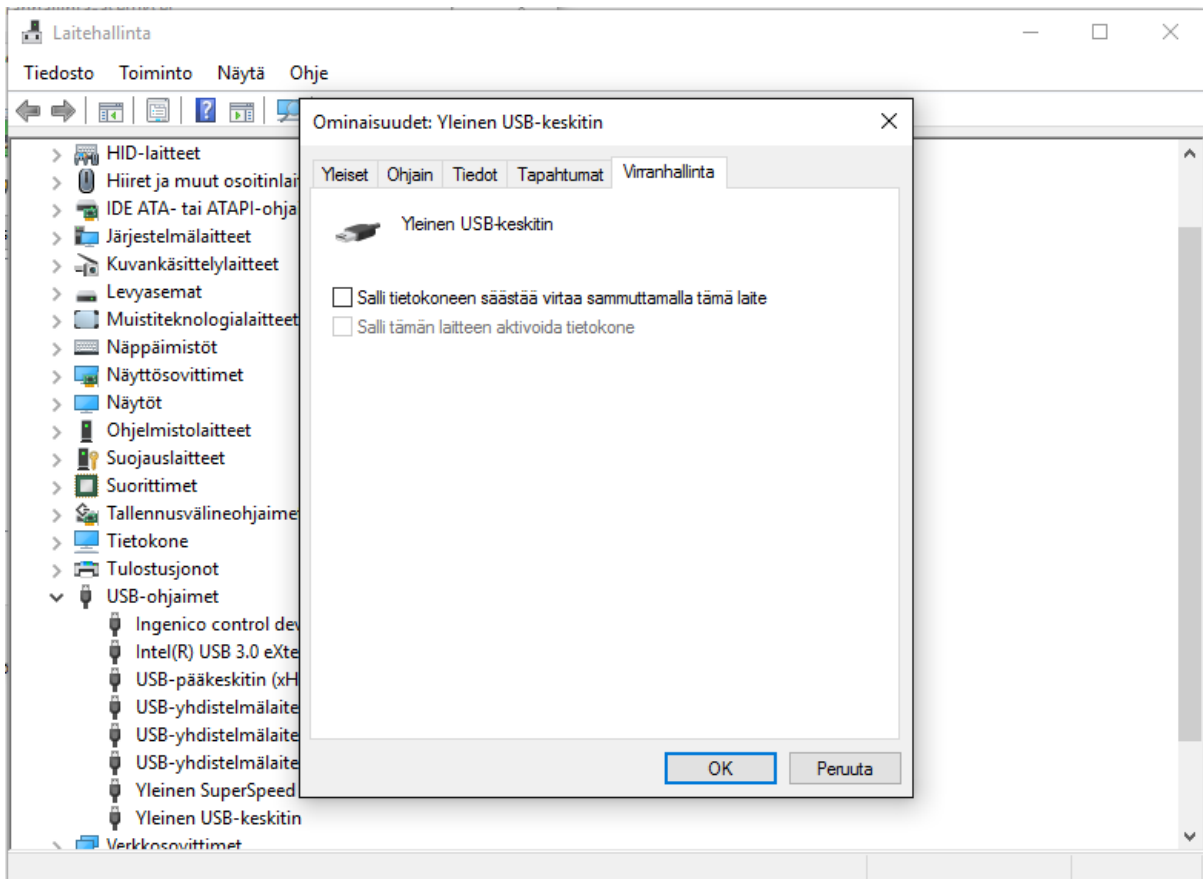 Laitehallinta
Tiedosto Toiminto Näytä Ohje
HID-laitteet
Hiiret ja muut osoitinlai
IDE ATA- tai ATAPI-ohja
Järjestelmälaitteet
Kuvankäsittelylaitteet
Levyasemat
Muistiteknologialaitteet
Näppäimistöt
Näyttösovittimet
Näytöt
Ohjelmistolaitteet
Suojauslaitteet
Suorittimet
Tallennusvälineohjaime
Tietokone
Tulostusjonot
USB-ohjaimet
Ingenico control dev
Intel(R) USB 3.0 eXte
USB-pääkeskitin (xH
USB-yhdistelmälaite
USB-yhdistelmälaite
USB-yhdistelmälaite
Yleinen SuperSpeed
Yleinen USB-keskitin
Verkkosovittimet
Ominaisuudet: Yleinen USB-keskitin
Yleiset Ohjain Tiedot Tapahtumat Virranhallinta
Yleinen USB-keskitin
Salli tietokoneen säästää virtaa sammuttamalla tämä laite
Salli tämän laitteen aktivoida tietokone
OK Peruuta